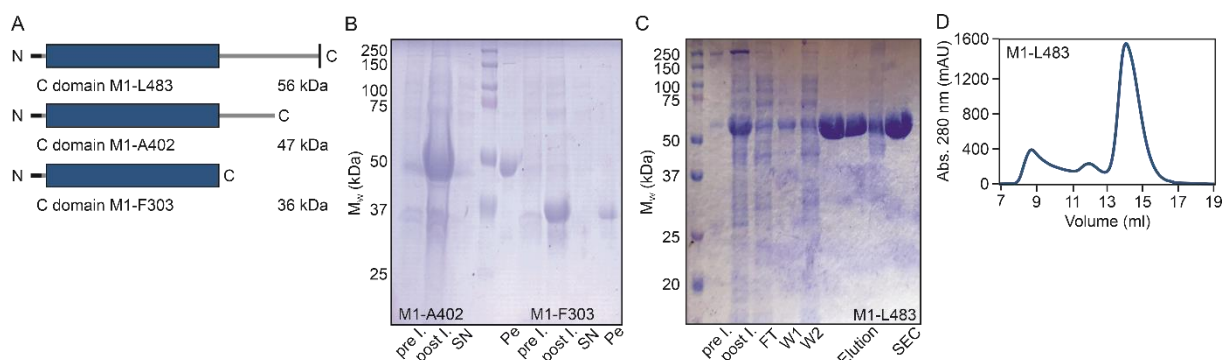 A
N
C
C domain M1-L483 56 kDa
N
C
C domain M1-A402 47 kDa
N
C
C domain M1-F303 36 kDa
B
Mw (kDa)
250
150
100
75
50
37
25
M1-A402 M1-F303
pre I. post I. SN Pe pre I. post I. SN Pe
C
Mw (kDa)
250
150
100
75
50
37
25
20
M1-L483
pre I. post I. FT W1 W2 Elution SEC
D
M1-L483
Abs. 280 nm (mAU)
1600
1200
800
400
0
7 9 11 13 15 17 19
Volume (ml)